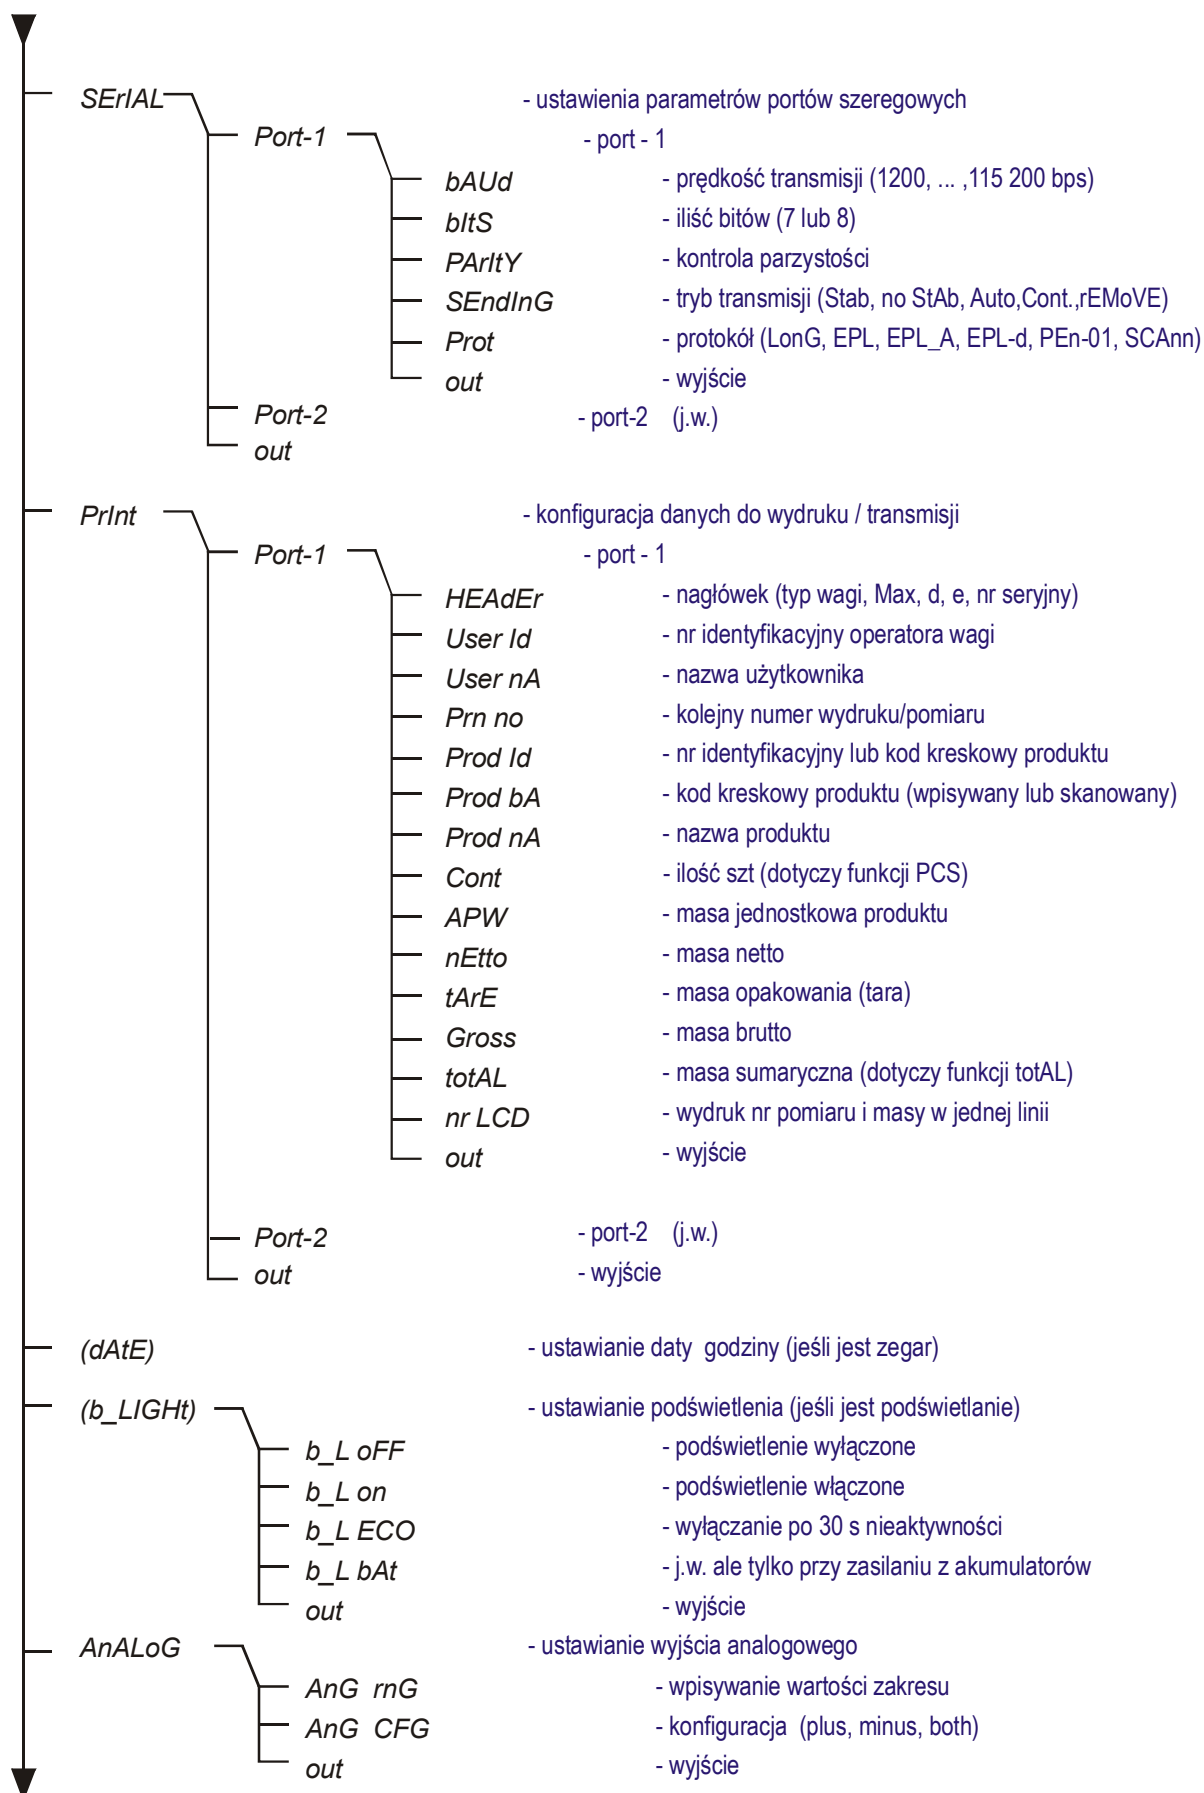 SErIAL - ustawienia parametrów portów szeregowych
Port-1 - port - 1
bAUd - prędkość transmisji (1200, ... ,115 200 bps)
bItS - iliść bitów (7 lub 8)
PArItY - kontrola parzystości
SEndInG - tryb transmisji (Stab, no StAb, Auto,Cont.,rEMoVE)
Prot - protokół (LonG, EPL, EPL_A, EPL-d, PEn-01, SCAnn)
out - wyjście
Port-2 - port-2 (j.w.)
out
PrInt - konfiguracja danych do wydruku / transmisji
Port-1 - port - 1
HEAdEr - nagłówek (typ wagi, Max, d, e, nr seryjny)
User Id - nr identyfikacyjny operatora wagi
User nA - nazwa użytkownika
Prn no - kolejny numer wydruku/pomiaru
Prod Id - nr identyfikacyjny lub kod kreskowy produktu
Prod bA - kod kreskowy produktu (wpisywany lub skanowany)
Prod nA - nazwa produktu
Cont - ilość szt (dotyczy funkcji PCS)
APW - masa jednostkowa produktu
nEtto - masa netto
tArE - masa opakowania (tara)
Gross - masa brutto
totAL - masa sumaryczna (dotyczy funkcji totAL)
nr LCD - wydruk nr pomiaru i masy w jednej linii
out - wyjście
Port-2 - port-2 (j.w.)
out - wyjście
(dAtE) - ustawianie daty godziny (jeśli jest zegar)
(b_LIGHt) - ustawianie podświetlenia (jeśli jest podświetlanie)
b_L oFF - podświetlenie wyłączone
b_L on - podświetlenie włączone
b_L ECO - wyłączanie po 30 s nieaktywności
b_L bAt - j.w. ale tylko przy zasilaniu z akumulatorów
out - wyjście
AnALoG - ustawianie wyjścia analogowego
AnG rnG - wpisywanie wartości zakresu
AnG CFG - konfiguracja (plus, minus, both)
out - wyjście